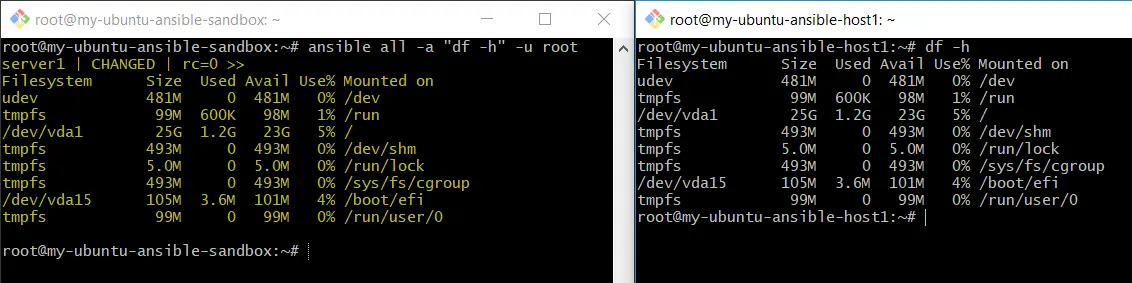 root@my-ubuntu-ansible-sandbox: ~
root@my-ubuntu-ansible-sandbox:~# ansible all -a "df -h" -u root
server1 | CHANGED | rc=0 >>
Filesystem      Size  Used Avail Use% Mounted on
udev            481M     0  481M   0% /dev
tmpfs            99M  600K   98M   1% /run
/dev/vda1        25G  1.2G   23G   5% /
tmpfs           493M     0  493M   0% /dev/shm
tmpfs           5.0M     0  5.0M   0% /run/lock
tmpfs           493M     0  493M   0% /sys/fs/cgroup
/dev/vda15      105M  3.6M  101M   4% /boot/efi
tmpfs            99M     0   99M   0% /run/user/0
root@my-ubuntu-ansible-sandbox:~#
root@my-ubuntu-ansible-host1: ~
root@my-ubuntu-ansible-host1:~# df -h
Filesystem      Size  Used Avail Use% Mounted on
udev            481M     0  481M   0% /dev
tmpfs            99M  600K   98M   1% /run
/dev/vda1        25G  1.2G   23G   5% /
tmpfs           493M     0  493M   0% /dev/shm
tmpfs           5.0M     0  5.0M   0% /run/lock
tmpfs           493M     0  493M   0% /sys/fs/cgroup
/dev/vda15      105M  3.6M  101M   4% /boot/efi
tmpfs            99M     0   99M   0% /run/user/0
root@my-ubuntu-ansible-host1:~#